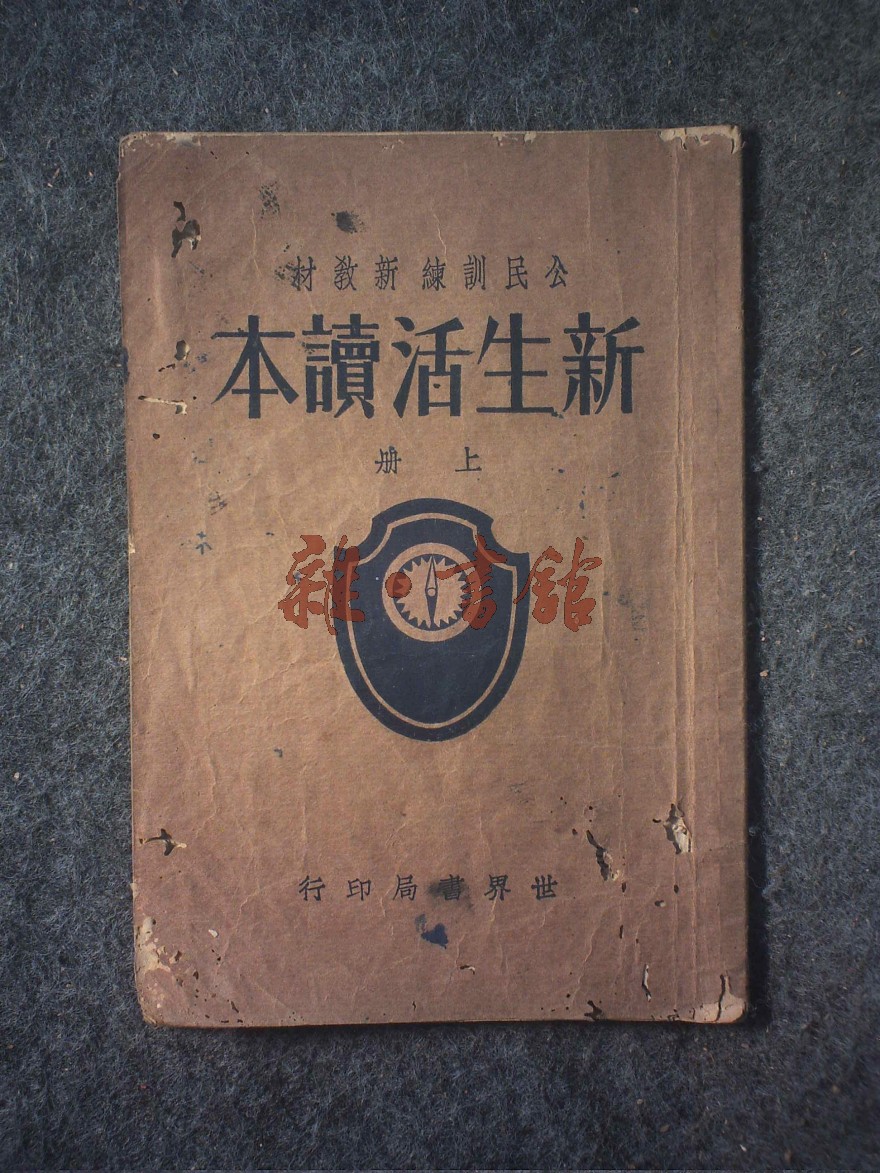 公民訓練新教材
新生活讀本
上册
雜·書館
世界書局印行